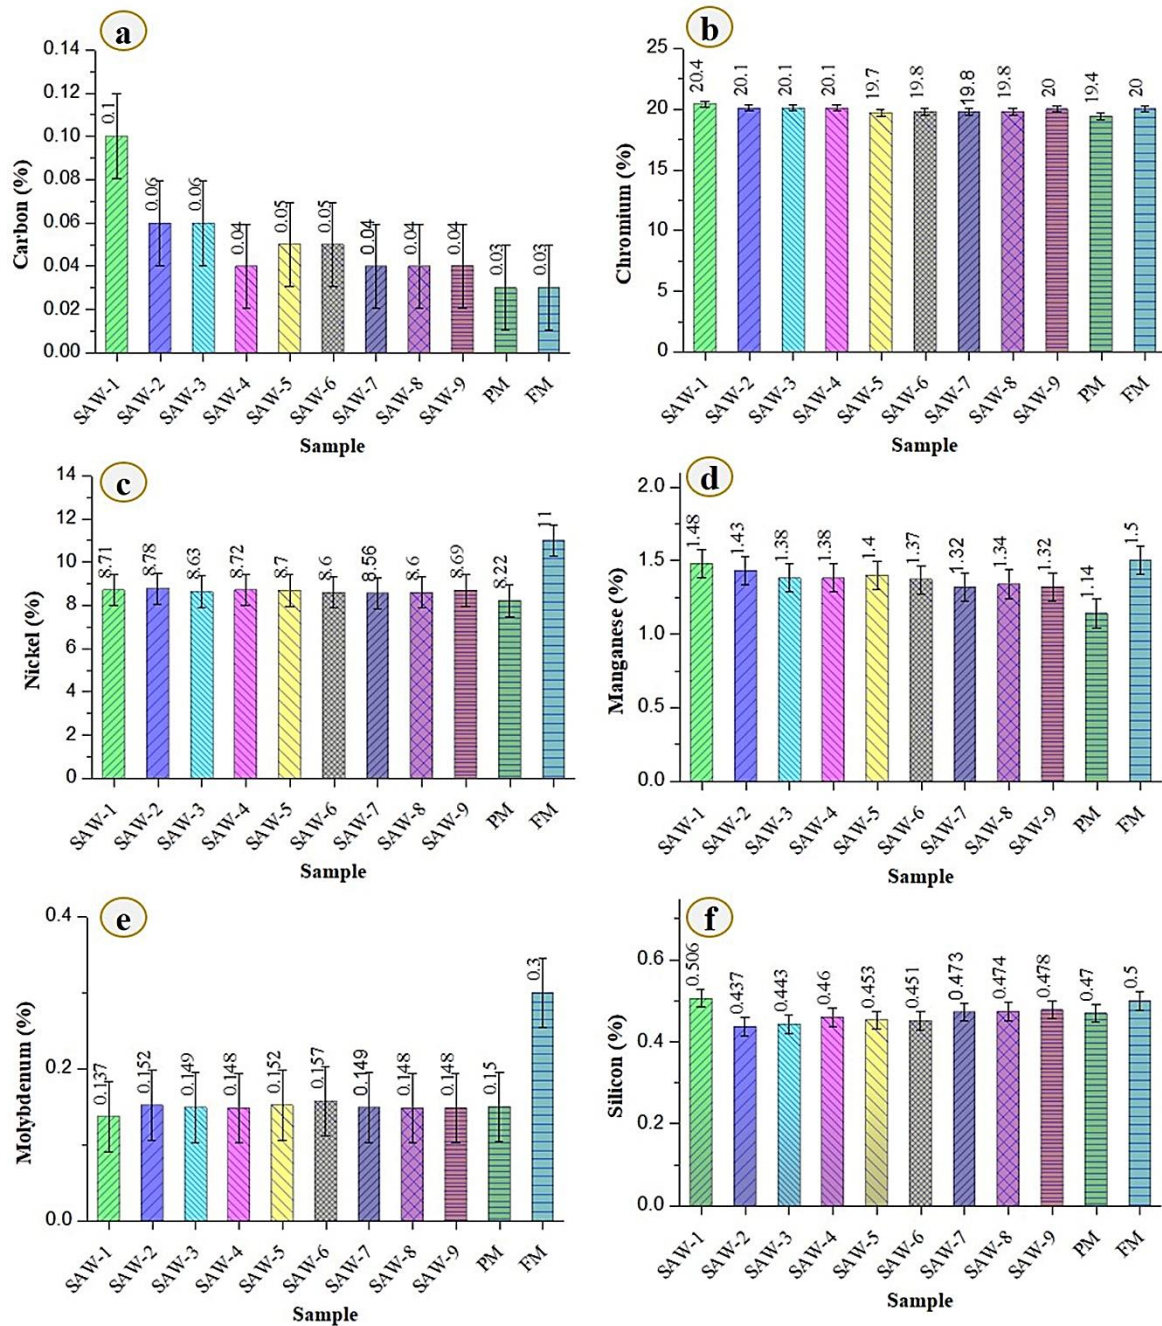 a
0.14
0.12
0.10
0.08
0.06
0.04
0.02
0.00
Carbon (%)
0.1
0.06
0.06
0.04
0.05
0.05
0.04
0.04
0.04
0.03
0.03
SAW-1
SAW-2
SAW-3
SAW-4
SAW-5
SAW-6
SAW-7
SAW-8
SAW-9
PM
FM
Sample
b
25
20
15
10
5
0
Chromium (%)
20.4
20.1
20.1
20.1
19.7
19.8
19.8
19.8
20
19.4
20
SAW-1
SAW-2
SAW-3
SAW-4
SAW-5
SAW-6
SAW-7
SAW-8
SAW-9
PM
FM
Sample
c
14
12
10
8
6
4
2
0
Nickel (%)
8.71
8.78
8.63
8.72
8.7
8.6
8.56
8.6
8.69
8.22
11
SAW-1
SAW-2
SAW-3
SAW-4
SAW-5
SAW-6
SAW-7
SAW-8
SAW-9
PM
FM
Sample
d
2.0
1.5
1.0
0.5
0.0
Manganese (%)
1.48
1.43
1.38
1.38
1.4
1.37
1.32
1.34
1.32
1.14
1.5
SAW-1
SAW-2
SAW-3
SAW-4
SAW-5
SAW-6
SAW-7
SAW-8
SAW-9
PM
FM
Sample
e
0.4
0.2
0.0
Molybdenum (%)
0.137
0.152
0.149
0.148
0.152
0.157
0.149
0.148
0.148
0.15
0.3
SAW-1
SAW-2
SAW-3
SAW-4
SAW-5
SAW-6
SAW-7
SAW-8
SAW-9
PM
FM
Sample
f
0.6
0.4
0.2
0.0
Silicon (%)
0.506
0.437
0.443
0.46
0.453
0.451
0.473
0.474
0.478
0.47
0.5
SAW-1
SAW-2
SAW-3
SAW-4
SAW-5
SAW-6
SAW-7
SAW-8
SAW-9
PM
FM
Sample